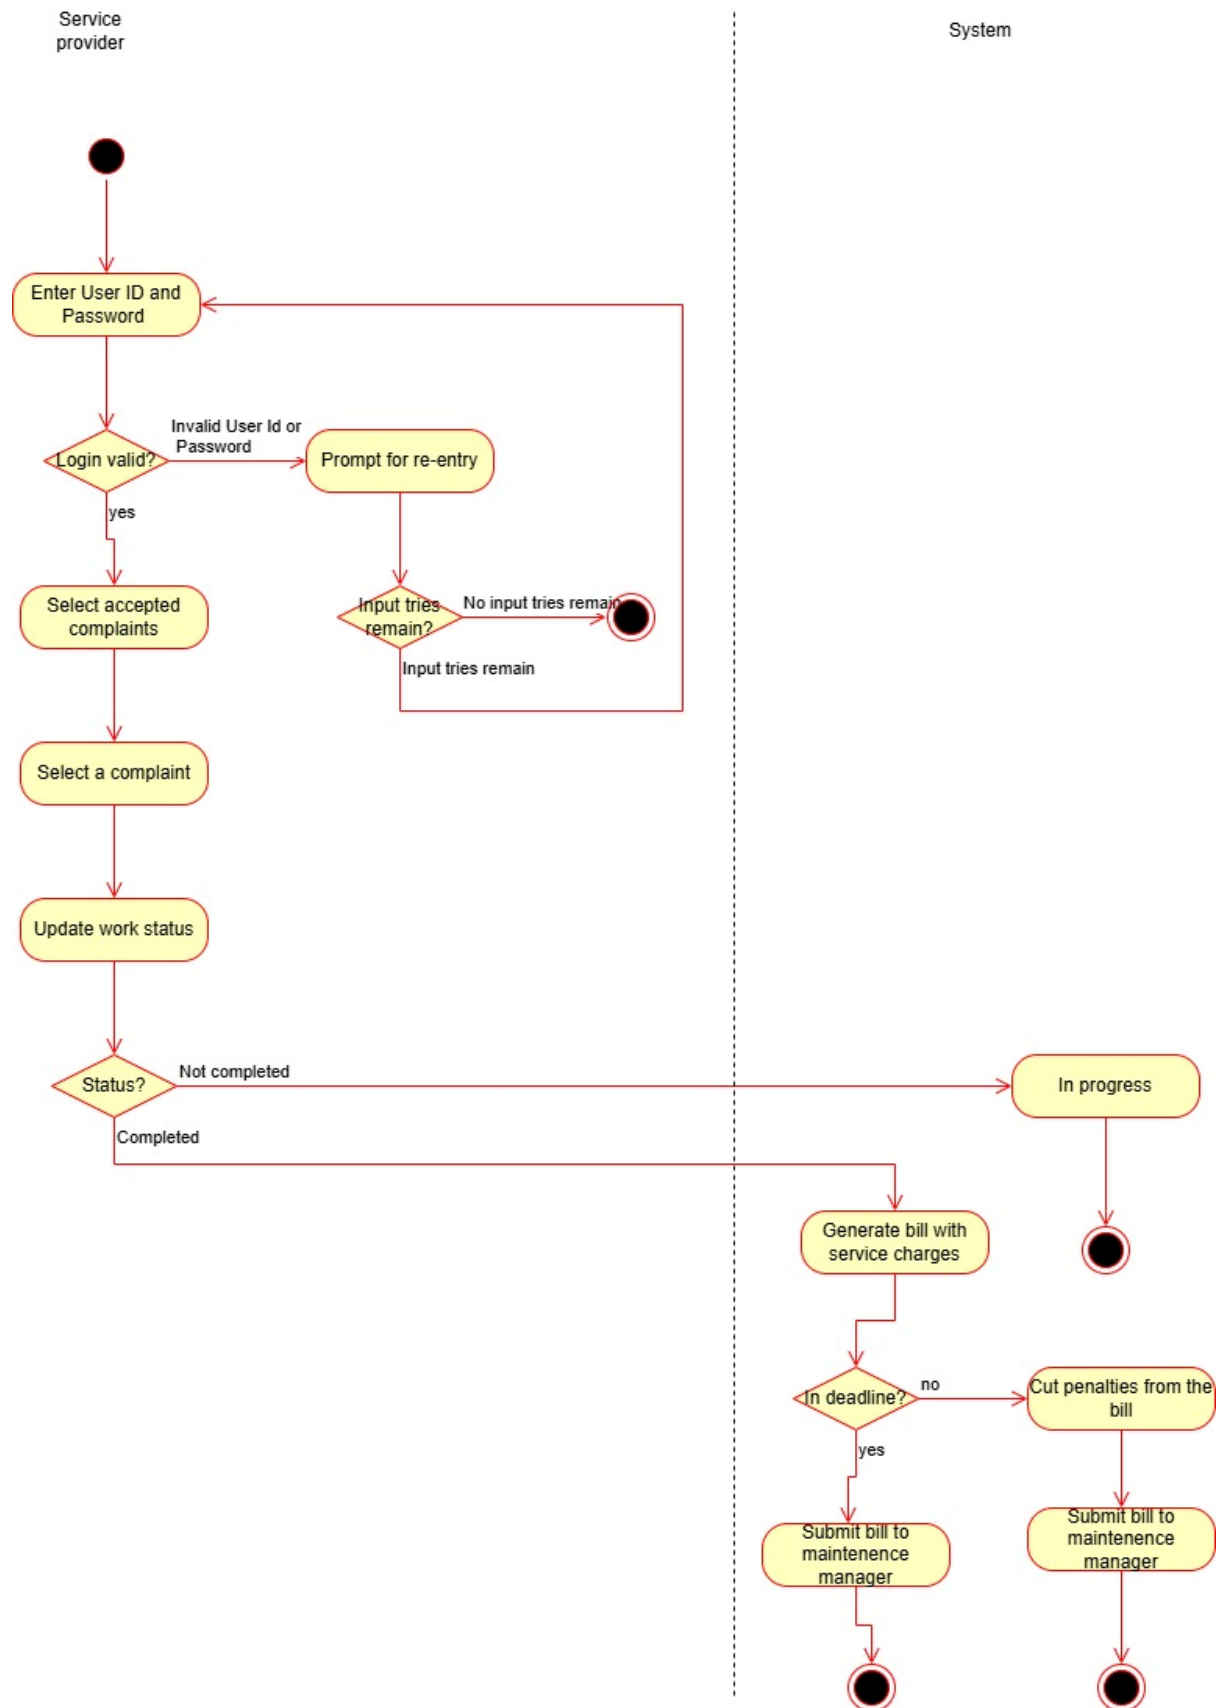 Service
provider
System
Enter User ID and
Password
Invalid User Id or
Password
Login valid?
Prompt for re-entry
yes
Select accepted
complaints
Input tries
remain?
No input tries remain
Input tries remain
Select a complaint
Update work status
Status?
Not completed
In progress
Completed
Generate bill with
service charges
In deadline?
no
Cut penalties from the
bill
yes
Submit bill to
maintenence
manager
Submit bill to
maintenence
manager